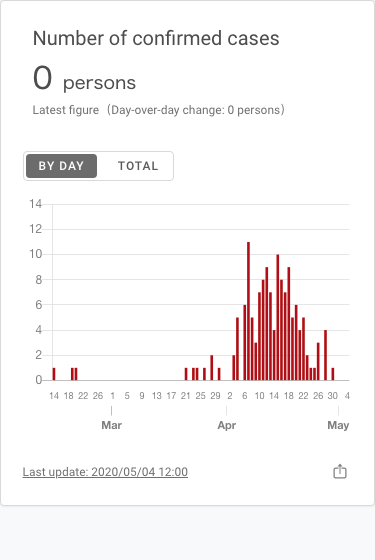 Number of confirmed cases
0 persons
Latest figure (Day-over-day change: 0 persons)
BY DAY TOTAL
14
12
10
8
6
4
2
0
14 18 22 26 1 5 9 13 17 21 25 29 2 6 10 14 18 22 26 30 4
Mar Apr May
Last update: 2020/05/04 12:00